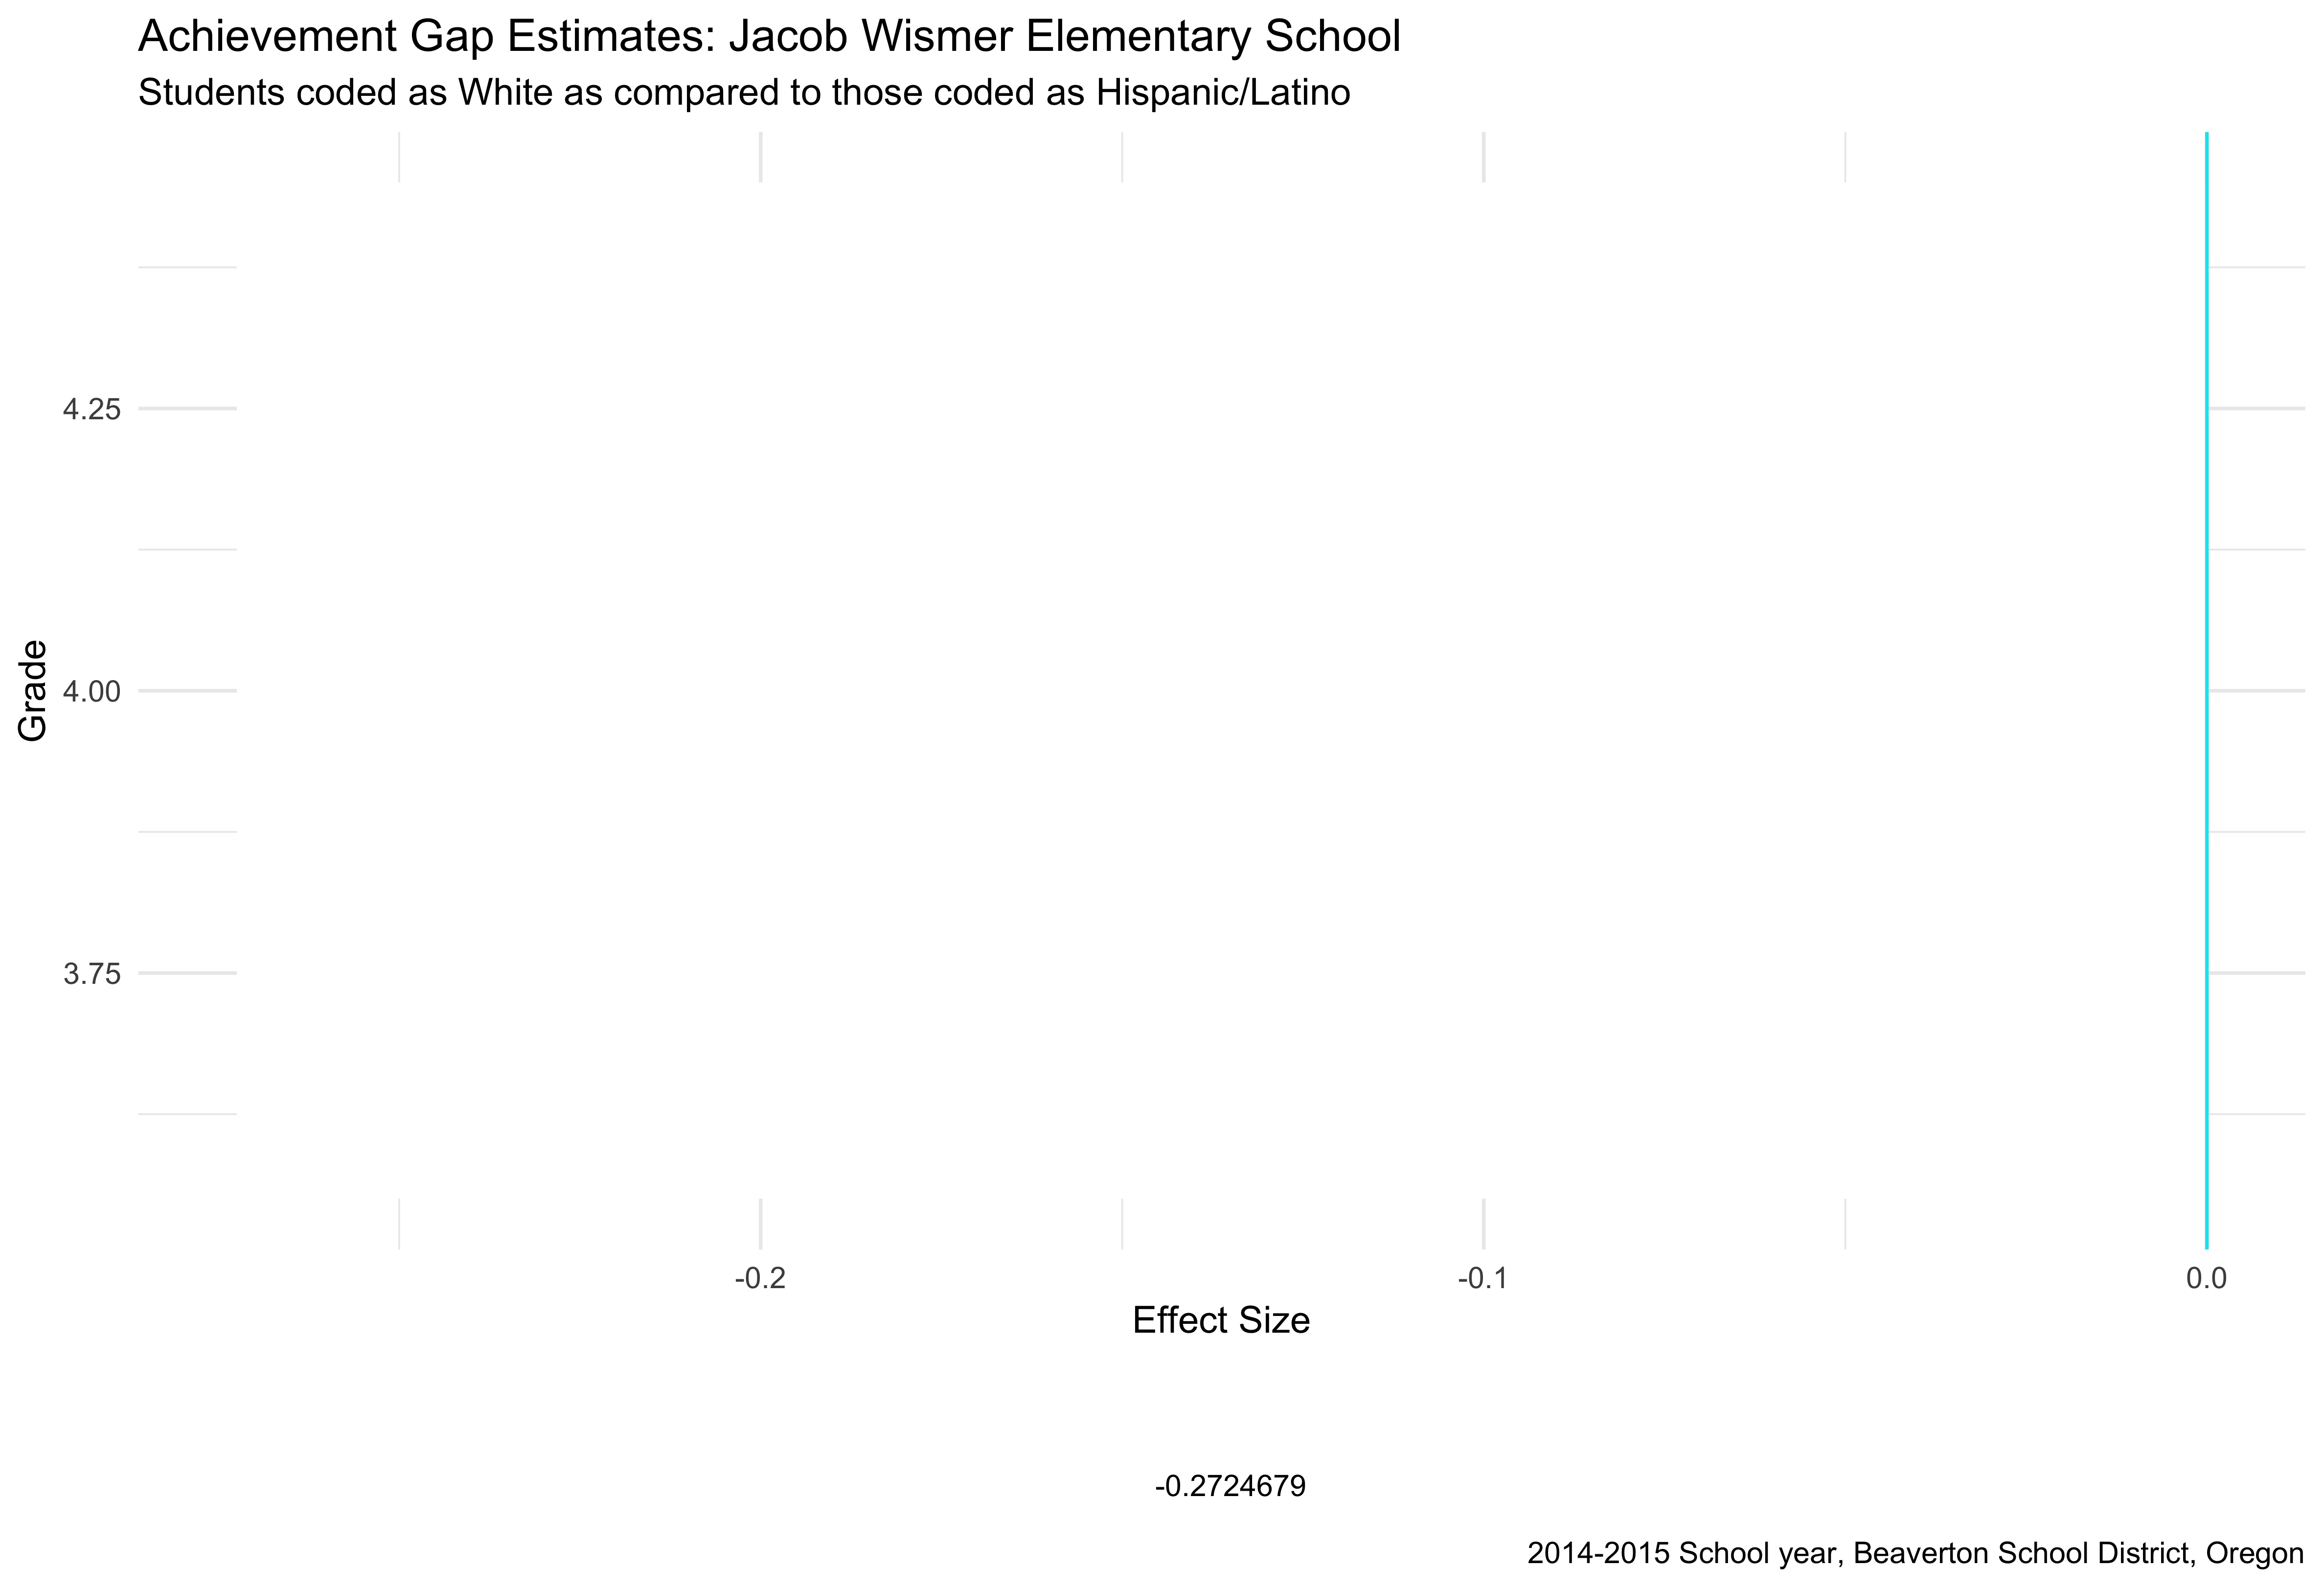 Achievement Gap Estimates: Jacob Wismer Elementary School
Students coded as White as compared to those coded as Hispanic/Latino
Grade
4.25
4.00
3.75
-0.2
-0.1
0.0
Effect Size
-0.2724679
2014-2015 School year, Beaverton School District, Oregon